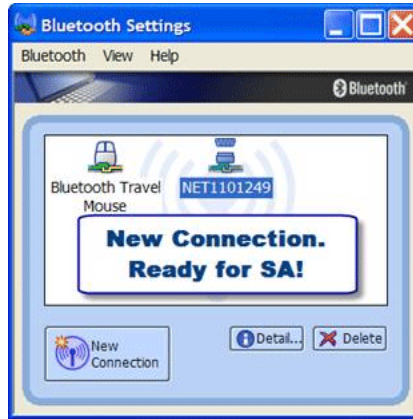 Bluetooth Settings
Bluetooth View Help
Bluetooth
Bluetooth Travel
Mouse
NET1101249
New Connection.
Ready for SA!
New
Connection
Detail...
Delete